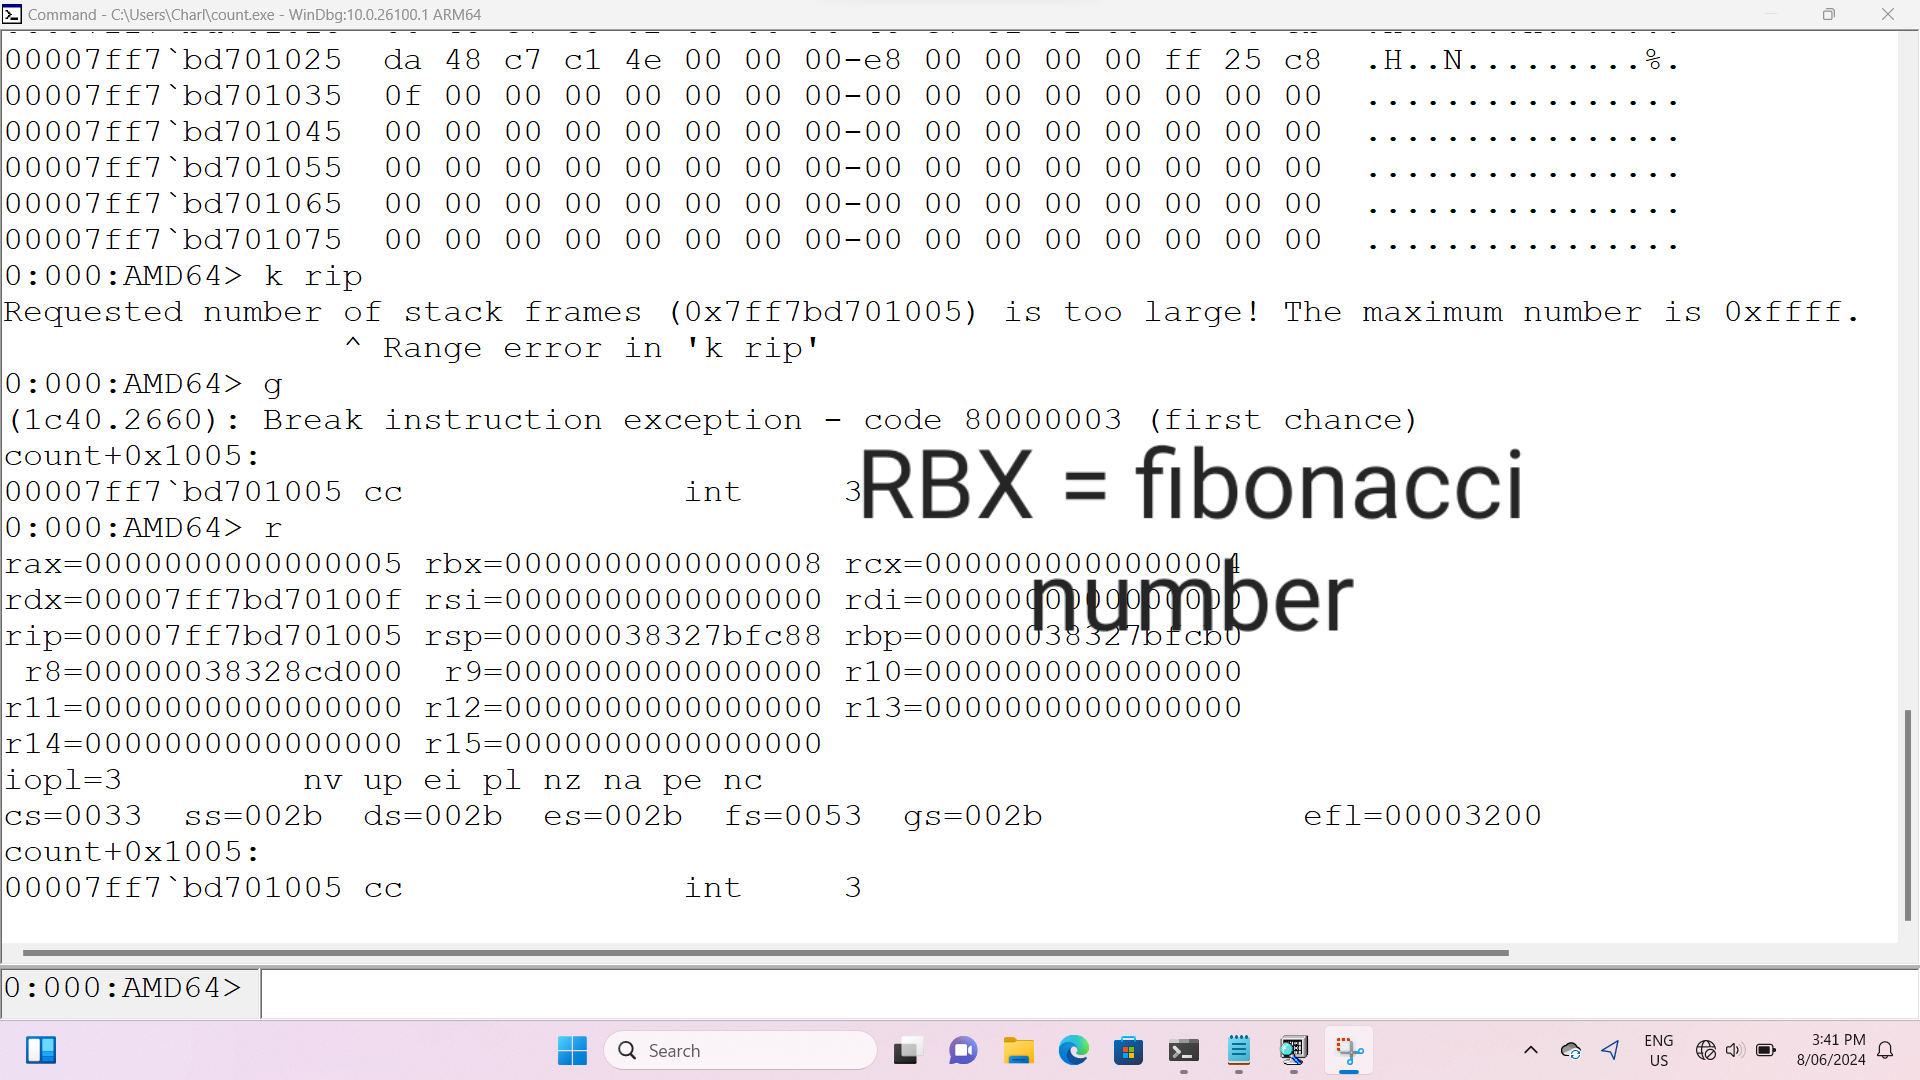 Command - C:\Users\Charl\count.exe - WinDbg:10.0.26100.1 ARM64
00007ff7`bd701025  da 48 c7 c1 4e 00 00 00-e8 00 00 00 00 ff 25 c8  .H..N.........%.
00007ff7`bd701035  0f 00 00 00 00 00 00 00-00 00 00 00 00 00 00 00  ................
00007ff7`bd701045  00 00 00 00 00 00 00 00-00 00 00 00 00 00 00 00  ................
00007ff7`bd701055  00 00 00 00 00 00 00 00-00 00 00 00 00 00 00 00  ................
00007ff7`bd701065  00 00 00 00 00 00 00 00-00 00 00 00 00 00 00 00  ................
00007ff7`bd701075  00 00 00 00 00 00 00 00-00 00 00 00 00 00 00 00  ................
0:000:AMD64> k rip
Requested number of stack frames (0x7ff7bd701005) is too large! The maximum number is 0xffff.
                 ^ Range error in 'k rip'
0:000:AMD64> g
(1c40.2660): Break instruction exception - code 80000003 (first chance)
count+0x1005:
00007ff7`bd701005 cc              int     3
RBX = fibonacci
number
0:000:AMD64> r
rax=0000000000000005 rbx=0000000000000008 rcx=0000000000000004
rdx=00007ff7bd70100f rsi=0000000000000000 rdi=0000000000000000
rip=00007ff7bd701005 rsp=00000038327bfc88 rbp=00000038327bfcb0
 r8=00000038328cd000  r9=0000000000000000 r10=0000000000000000
r11=0000000000000000 r12=0000000000000000 r13=0000000000000000
r14=0000000000000000 r15=0000000000000000
iopl=3         nv up ei pl nz na pe nc
cs=0033  ss=002b  ds=002b  es=002b  fs=0053  gs=002b             efl=00003200
count+0x1005:
00007ff7`bd701005 cc              int     3
0:000:AMD64>
Search
ENG
US
3:41 PM
8/06/2024